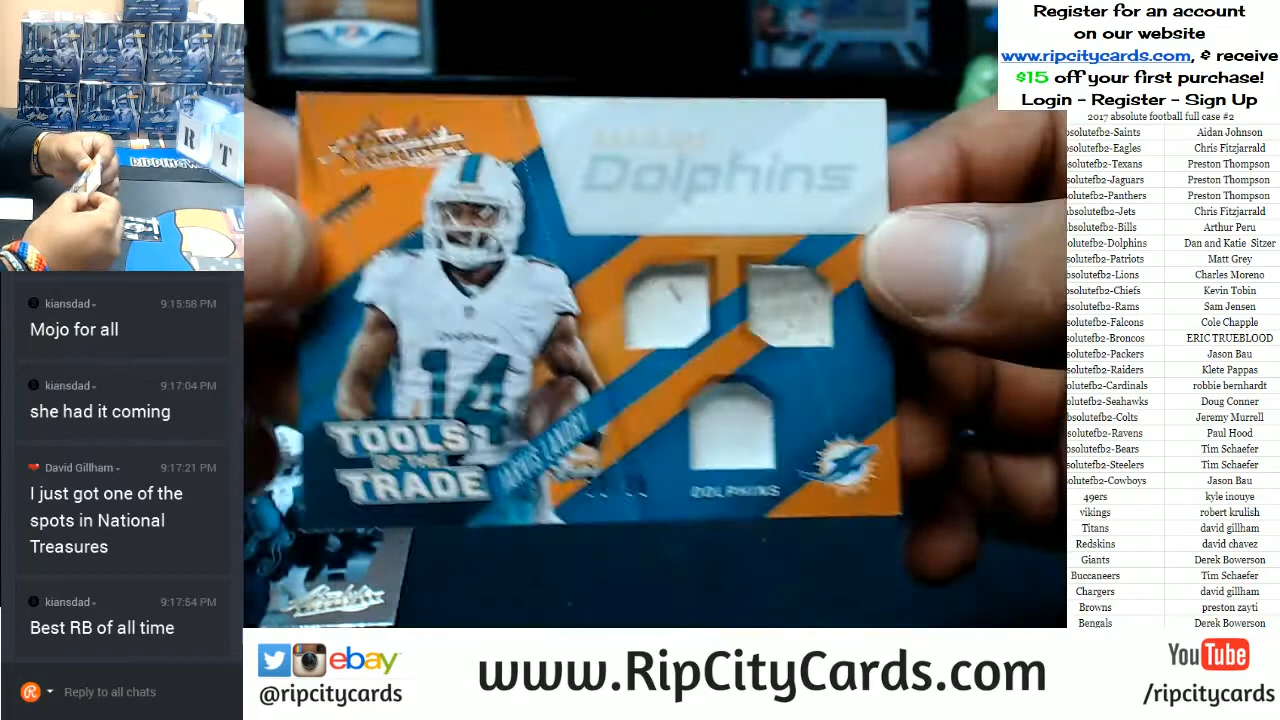 Register for an account
on our website
www.ripcitycards.com, & receive
$15 off your first purchase!
Login - Register - Sign Up
2017 absolute football full case #2
bsolutefb2-Saints Aidan Johnson
bsolutefb2-Eagles Chris Fitzjarrald
bsolutefb2-Texans Preston Thompson
bsolutefb2-Jaguars Preston Thompson
bsolutefb2-Panthers Preston Thompson
absolutefb2-Jets Chris Fitzjarrald
absolutefb2-Bills Arthur Peru
olutefb2-Dolphins Dan and Katie Sitzer
solutefb2-Patriots Matt Grey
bsolutefb2-Lions Charles Moreno
bsolutefb2-Chiefs Kevin Tobin
bsolutefb2-Rams Sam Jensen
solutefb2-Falcons Cole Chapple
solutefb2-Broncos ERIC TRUEBLOOD
solutefb2-Packers Jason Bau
solutefb2-Raiders Klete Pappas
olutefb2-Cardinals robbie bernhardt
olutefb2-Seahawks Doug Conner
bsolutefb2-Colts Jeremy Murrell
solutefb2-Ravens Paul Hood
bsolutefb2-Bears Tim Schaefer
solutefb2-Steelers Tim Schaefer
olutefb2-Cowboys Jason Bau
49ers kyle inouye
vikings robert krulish
Titans david gillham
Redskins david chavez
Giants Derek Bowerson
Buccaneers Tim Schaefer
Chargers david gillham
Browns preston zayti
Bengals Derek Bowerson
RIPPINGW
R
T
kiansdad 9:15:58 PM
Mojo for all
kiansdad 9:17:04 PM
she had it coming
David Gillham 9:17:21 PM
I just got one of the
spots in National
Treasures
kiansdad 9:17:54 PM
Best RB of all time
Reply to all chats
Dolphins
14
TOOLS
OF THE
TRADE
LANDRY
DOLPHINS
ebay
@ripcitycards
www.RipCityCards.com
YouTube
/ripcitycards